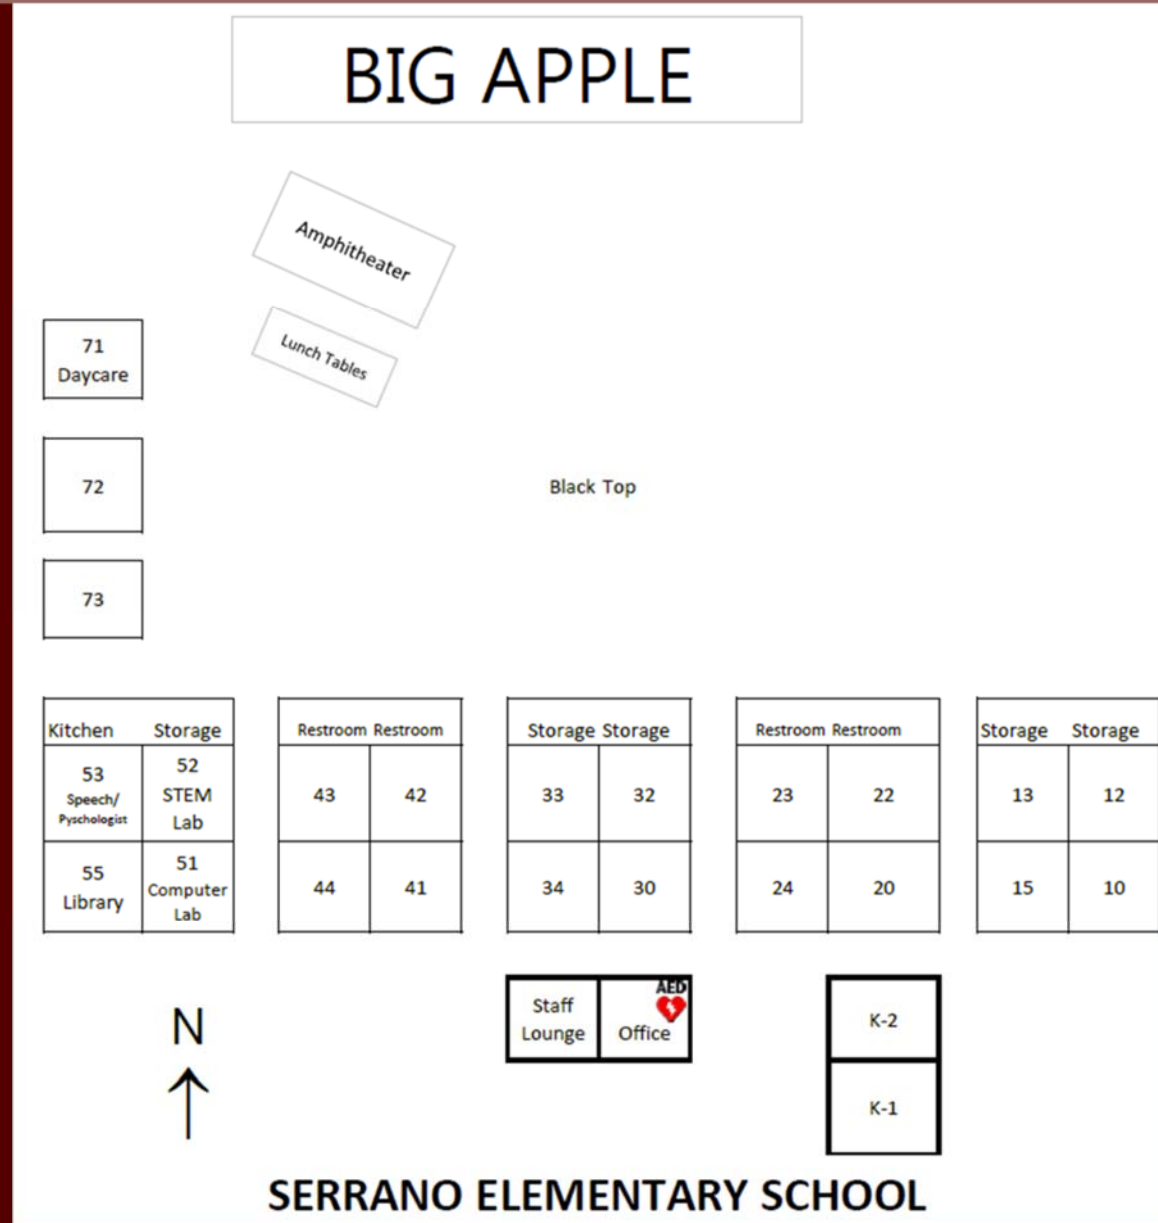 BIG APPLE
Amphitheater
Lunch Tables
71
Daycare
72
Black Top
73
Kitchen Storage
53
Speech/
Pyschologist
52
STEM
Lab
55
Library
51
Computer
Lab
Restroom Restroom
43 42
44 41
Storage Storage
33 32
34 30
Restroom Restroom
23 22
24 20
Storage Storage
13 12
15 10
Staff
Lounge
AED
Office
K-2
K-1
N
SERRANO ELEMENTARY SCHOOL